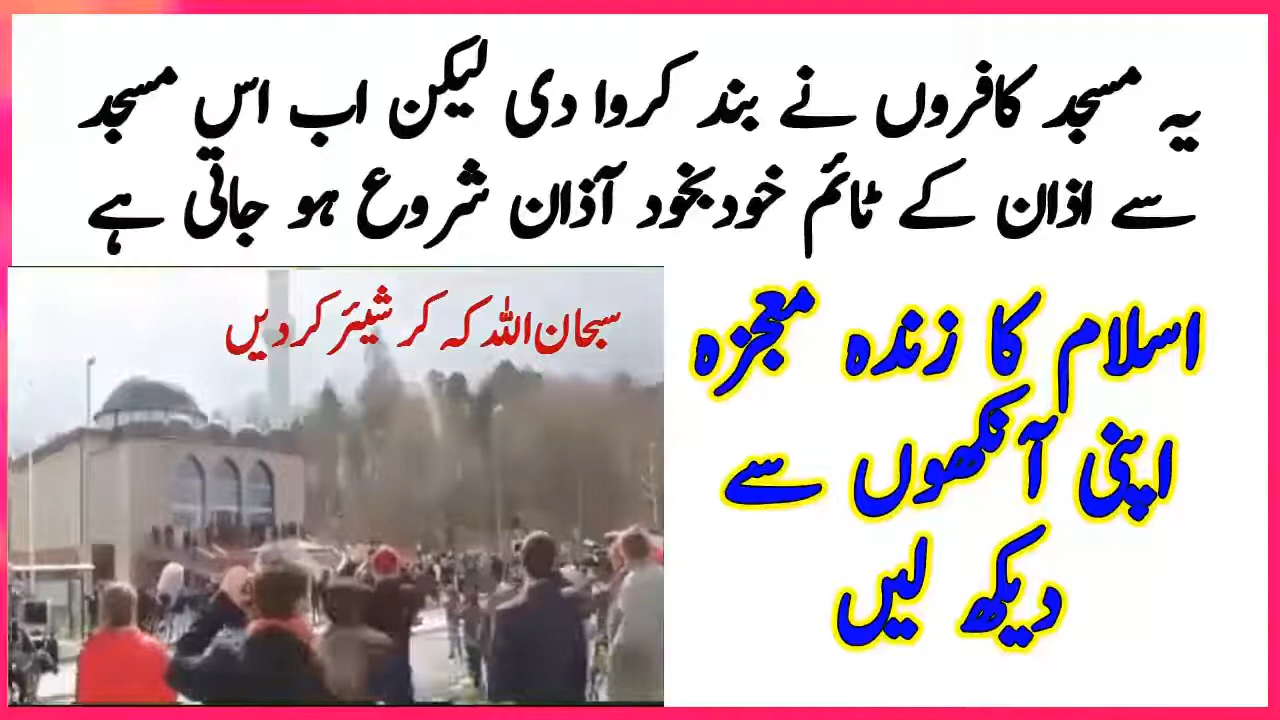 یہ مسجد کافروں نے بند کروا دی لیکن اب اس مسجد
سے اذان کے ٹائم خودبخود آذان شروع ہو جاتی ہے
سبحان اللہ کہ کر شیئر کردیں
اسلام کا زندہ معجزہ
اپنی آنکھوں سے
دیکھ لیں